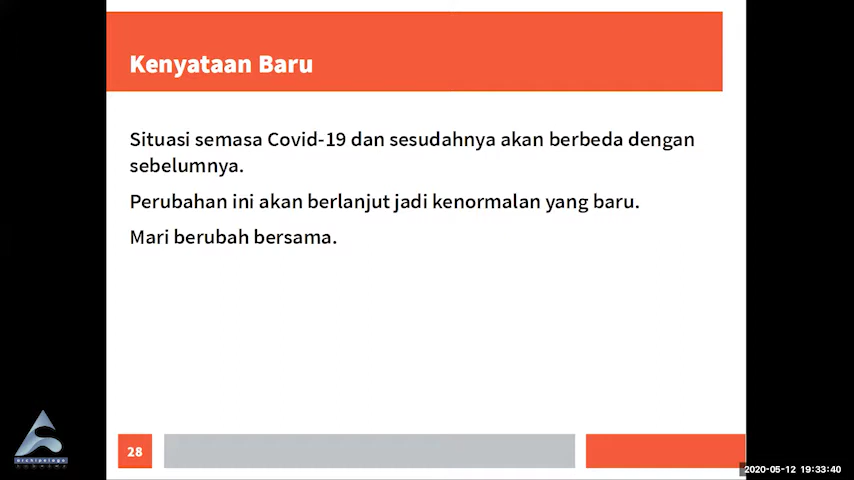 Kenyataan Baru
Situasi semasa Covid-19 dan sesudahnya akan berbeda dengan
sebelumnya.
Perubahan ini akan berlanjut jadi kenormalan yang baru.
Mari berubah bersama.
28
archipelago
2020-05-12 19:33:40